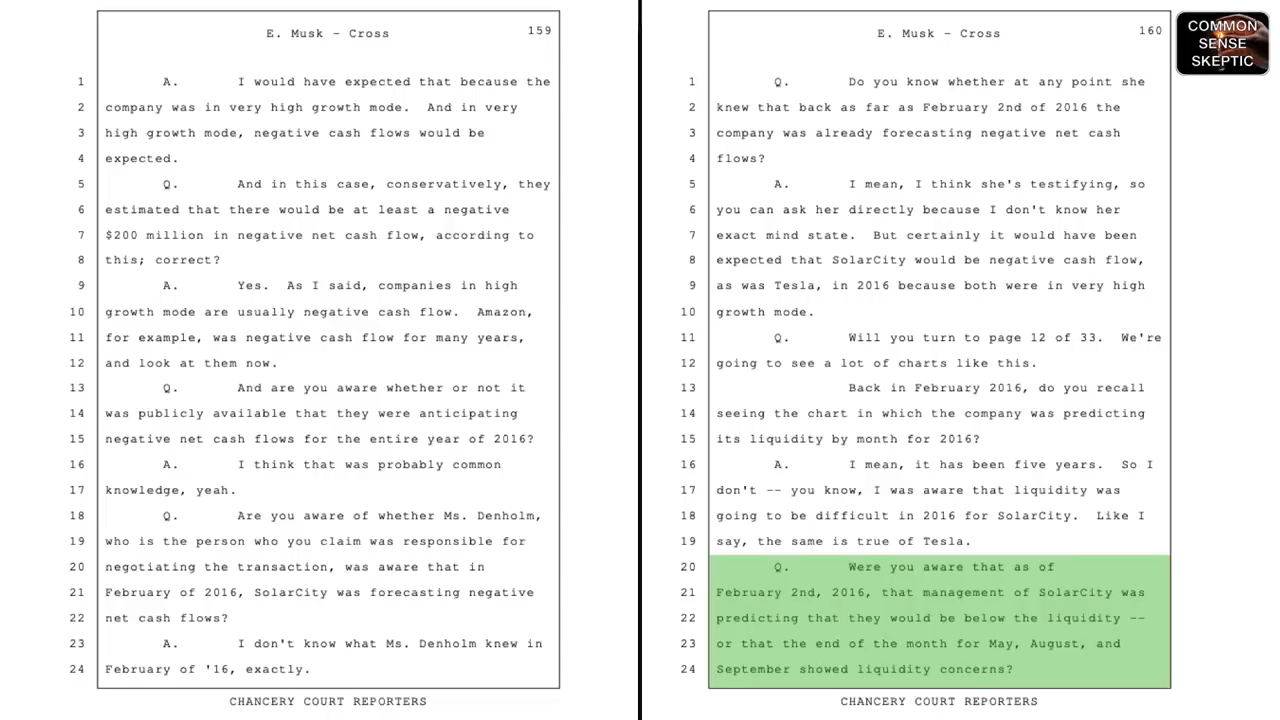 E. Musk - Cross
159
1 A. I would have expected that because the
2 company was in very high growth mode. And in very
3 high growth mode, negative cash flows would be
4 expected.
5 Q. And in this case, conservatively, they
6 estimated that there would be at least a negative
7 $200 million in negative net cash flow, according to
8 this; correct?
9 A. Yes. As I said, companies in high
10 growth mode are usually negative cash flow. Amazon,
11 for example, was negative cash flow for many years,
12 and look at them now.
13 Q. And are you aware whether or not it
14 was publicly available that they were anticipating
15 negative net cash flows for the entire year of 2016?
16 A. I think that was probably common
17 knowledge, yeah.
18 Q. Are you aware of whether Ms. Denholm,
19 who is the person who you claim was responsible for
20 negotiating the transaction, was aware that in
21 February of 2016, SolarCity was forecasting negative
22 net cash flows?
23 A. I don't know what Ms. Denholm knew in
24 February of '16, exactly.
CHANCERY COURT REPORTERS
E. Musk - Cross
160
1 Q. Do you know whether at any point she
2 knew that back as far as February 2nd of 2016 the
3 company was already forecasting negative net cash
4 flows?
5 A. I mean, I think she's testifying, so
6 you can ask her directly because I don't know her
7 exact mind state. But certainly it would have been
8 expected that SolarCity would be negative cash flow,
9 as was Tesla, in 2016 because both were in very high
10 growth mode.
11 Q. Will you turn to page 12 of 33. We're
12 going to see a lot of charts like this.
13 Back in February 2016, do you recall
14 seeing the chart in which the company was predicting
15 its liquidity by month for 2016?
16 A. I mean, it has been five years. So I
17 don't -- you know, I was aware that liquidity was
18 going to be difficult in 2016 for SolarCity. Like I
19 say, the same is true of Tesla.
20 Q. Were you aware that as of
21 February 2nd, 2016, that management of SolarCity was
22 predicting that they would be below the liquidity --
23 or that the end of the month for May, August, and
24 September showed liquidity concerns?
CHANCERY COURT REPORTERS
COMMON
SENSE
SKEPTIC